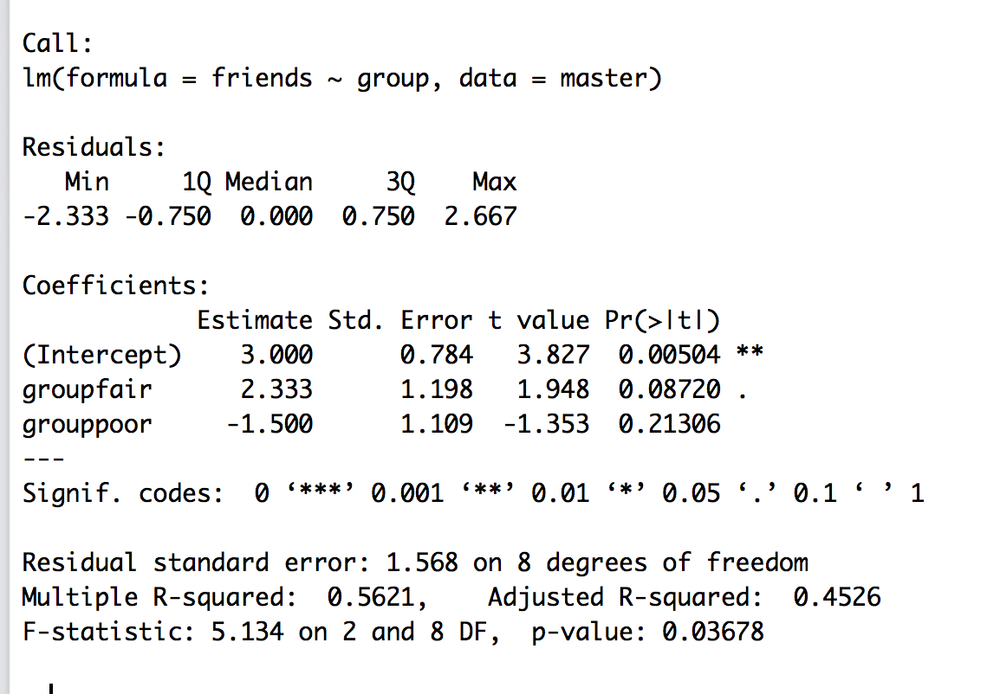 Call:
lm(formula = friends ~ group, data = master)
Residuals:
Min 1Q Median 3Q Max
-2.333 -0.750 0.000 0.750 2.667
Coefficients:
Estimate Std. Error t value Pr(>|t|)
(Intercept) 3.000 0.784 3.827 0.00504 **
groupfair 2.333 1.198 1.948 0.08720 .
grouppoor -1.500 1.109 -1.353 0.21306
---
Signif. codes: 0 ‘***’ 0.001 ‘**’ 0.01 ‘*’ 0.05 ‘.’ 0.1 ‘ ’ 1
Residual standard error: 1.568 on 8 degrees of freedom
Multiple R-squared: 0.5621, Adjusted R-squared: 0.4526
F-statistic: 5.134 on 2 and 8 DF, p-value: 0.03678